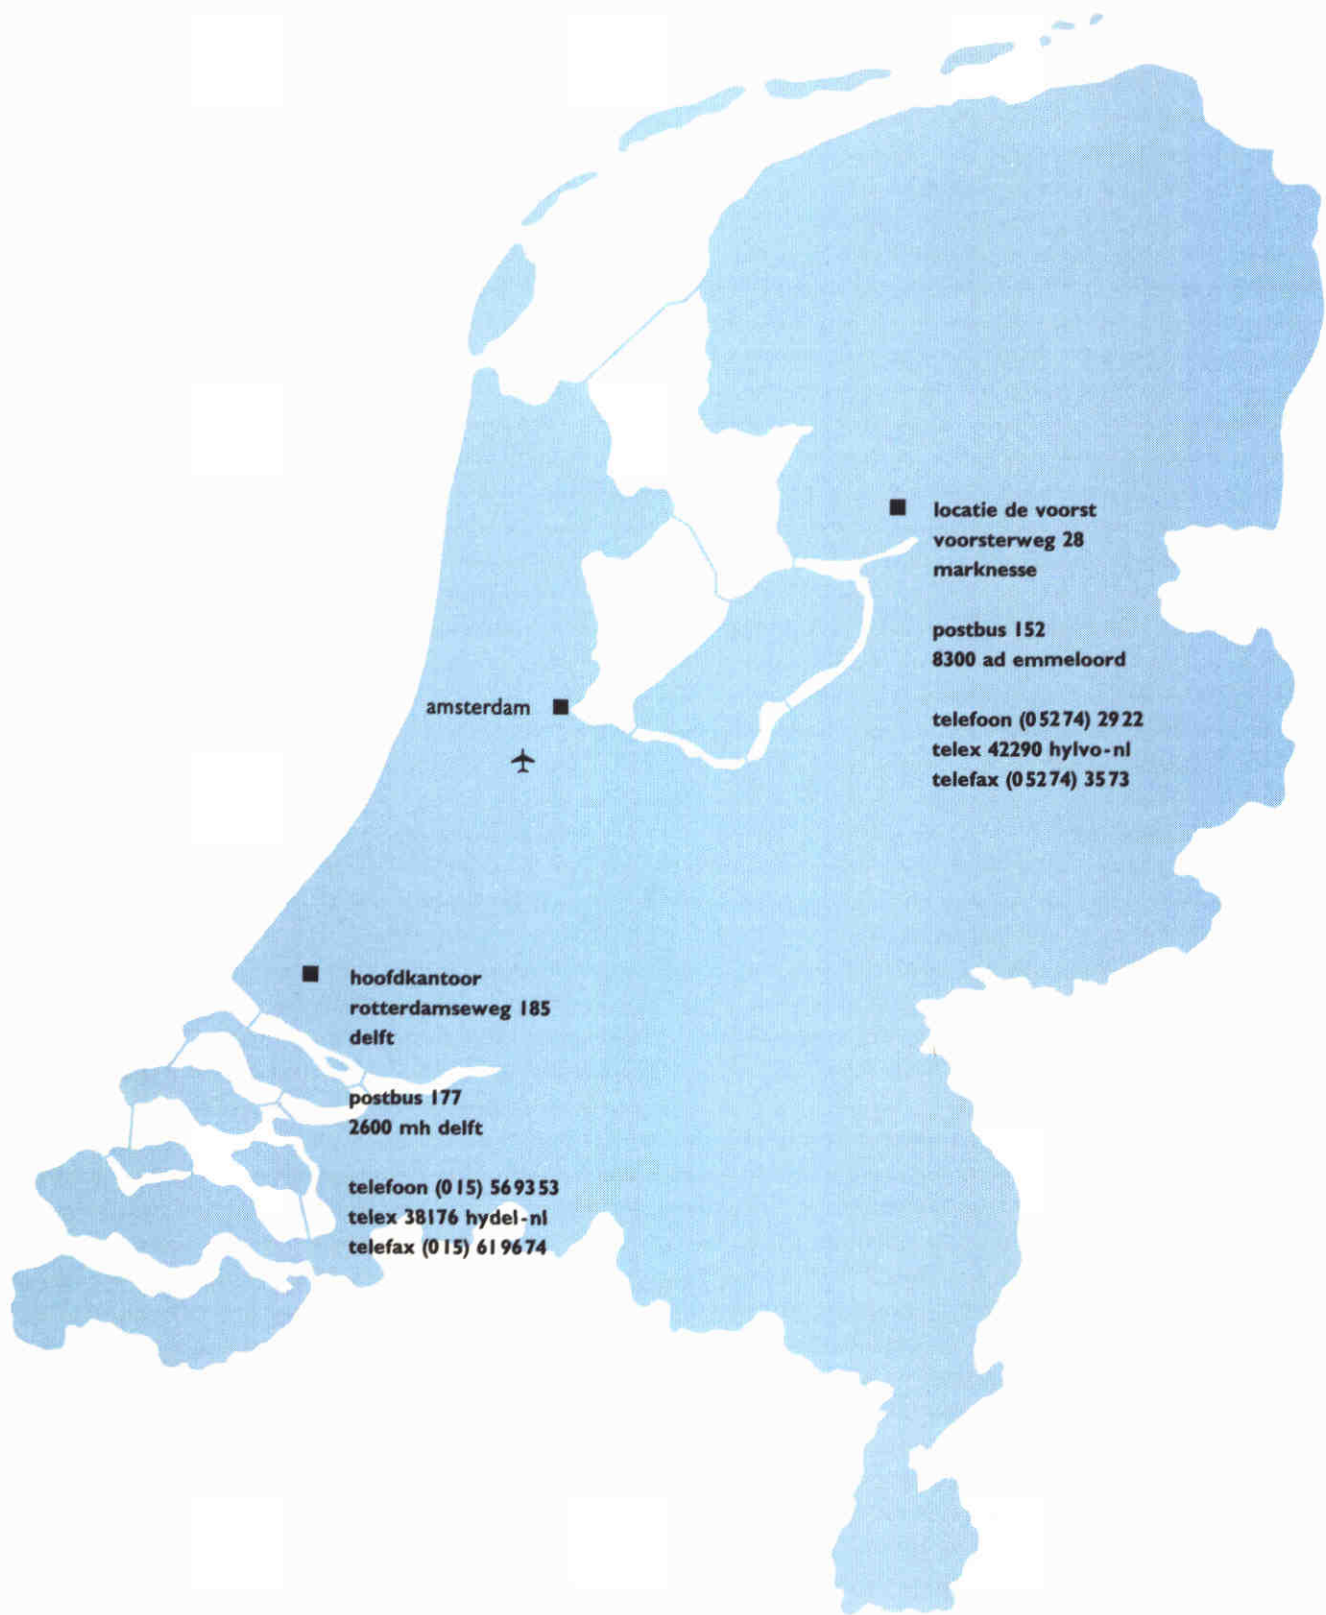 locatie de voorst
voorsterweg 28
marknesse
postbus 152
8300 ad emmeloord
telefoon (05274) 2922
telex 42290 hylvo-nl
telefax (05274) 3573
amsterdam
hoofdkantoor
rotterdamseweg 185
delft
postbus 177
2600 mh delft
telefoon (015) 569353
telex 38176 hydel-nl
telefax (015) 619674